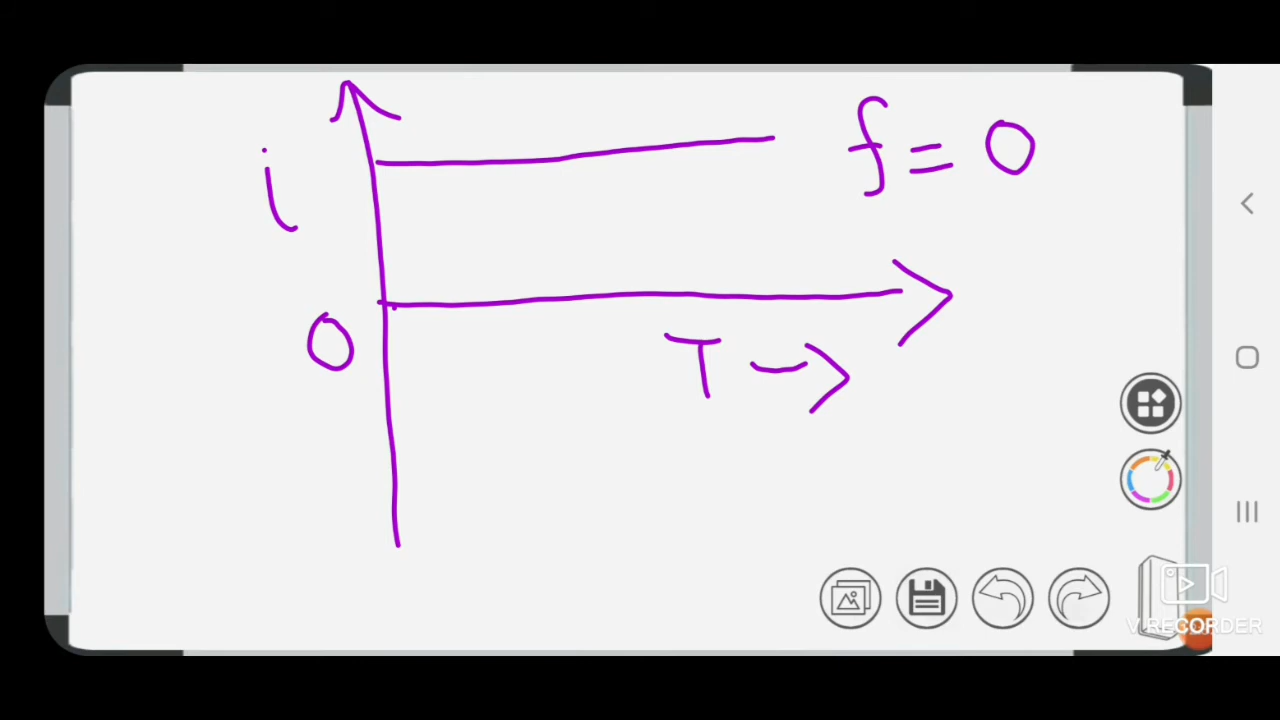 i
f = 0
0
T →
V RECORDER